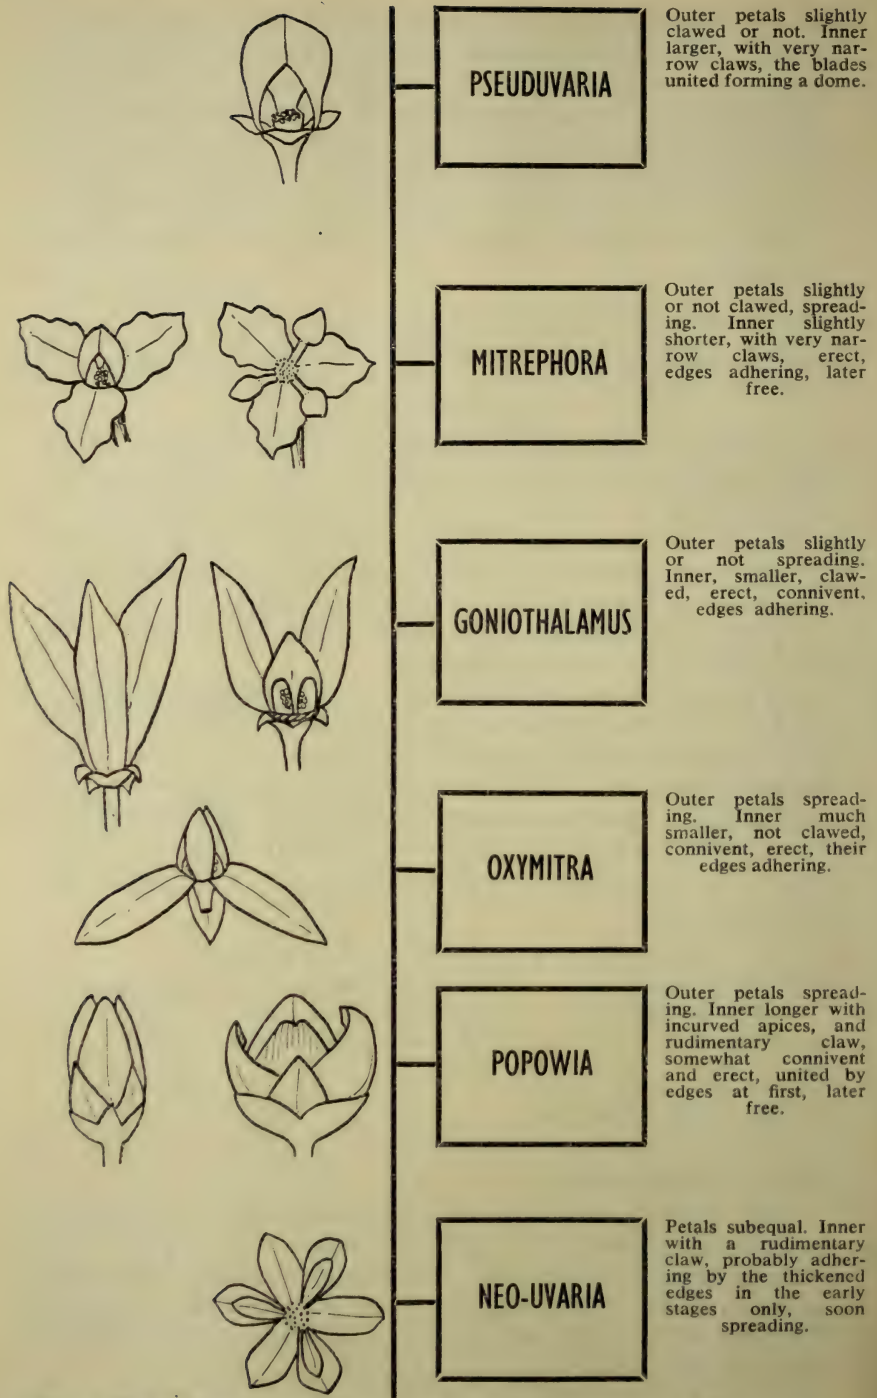 PSEUDUVARIA
Outer petals slightly
clawed or not. Inner
larger, with very nar-
row claws, the blades
united forming a dome.
MITREPHORA
Outer petals slightly
or not clawed, spread-
ing. Inner slightly
shorter, with very nar-
row claws, erect,
edges adhering, later
free.
GONIOTHALAMUS
Outer petals slightly
or not spreading.
Inner, smaller, claw-
ed, erect, connivent,
edges adhering.
OXYMITRA
Outer petals spread-
ing. Inner much
smaller, not clawed,
connivent, erect, their
edges adhering.
POPOWIA
Outer petals spread-
ing. Inner longer with
incurved apices, and
rudimentary claw,
somewhat connivent
and erect, united by
edges at first, later
free.
NEO-UVARIA
Petals subequal. Inner
with a rudimentary
claw, probably adher-
ing by the thickened
edges in the early
stages only, soon
spreading.